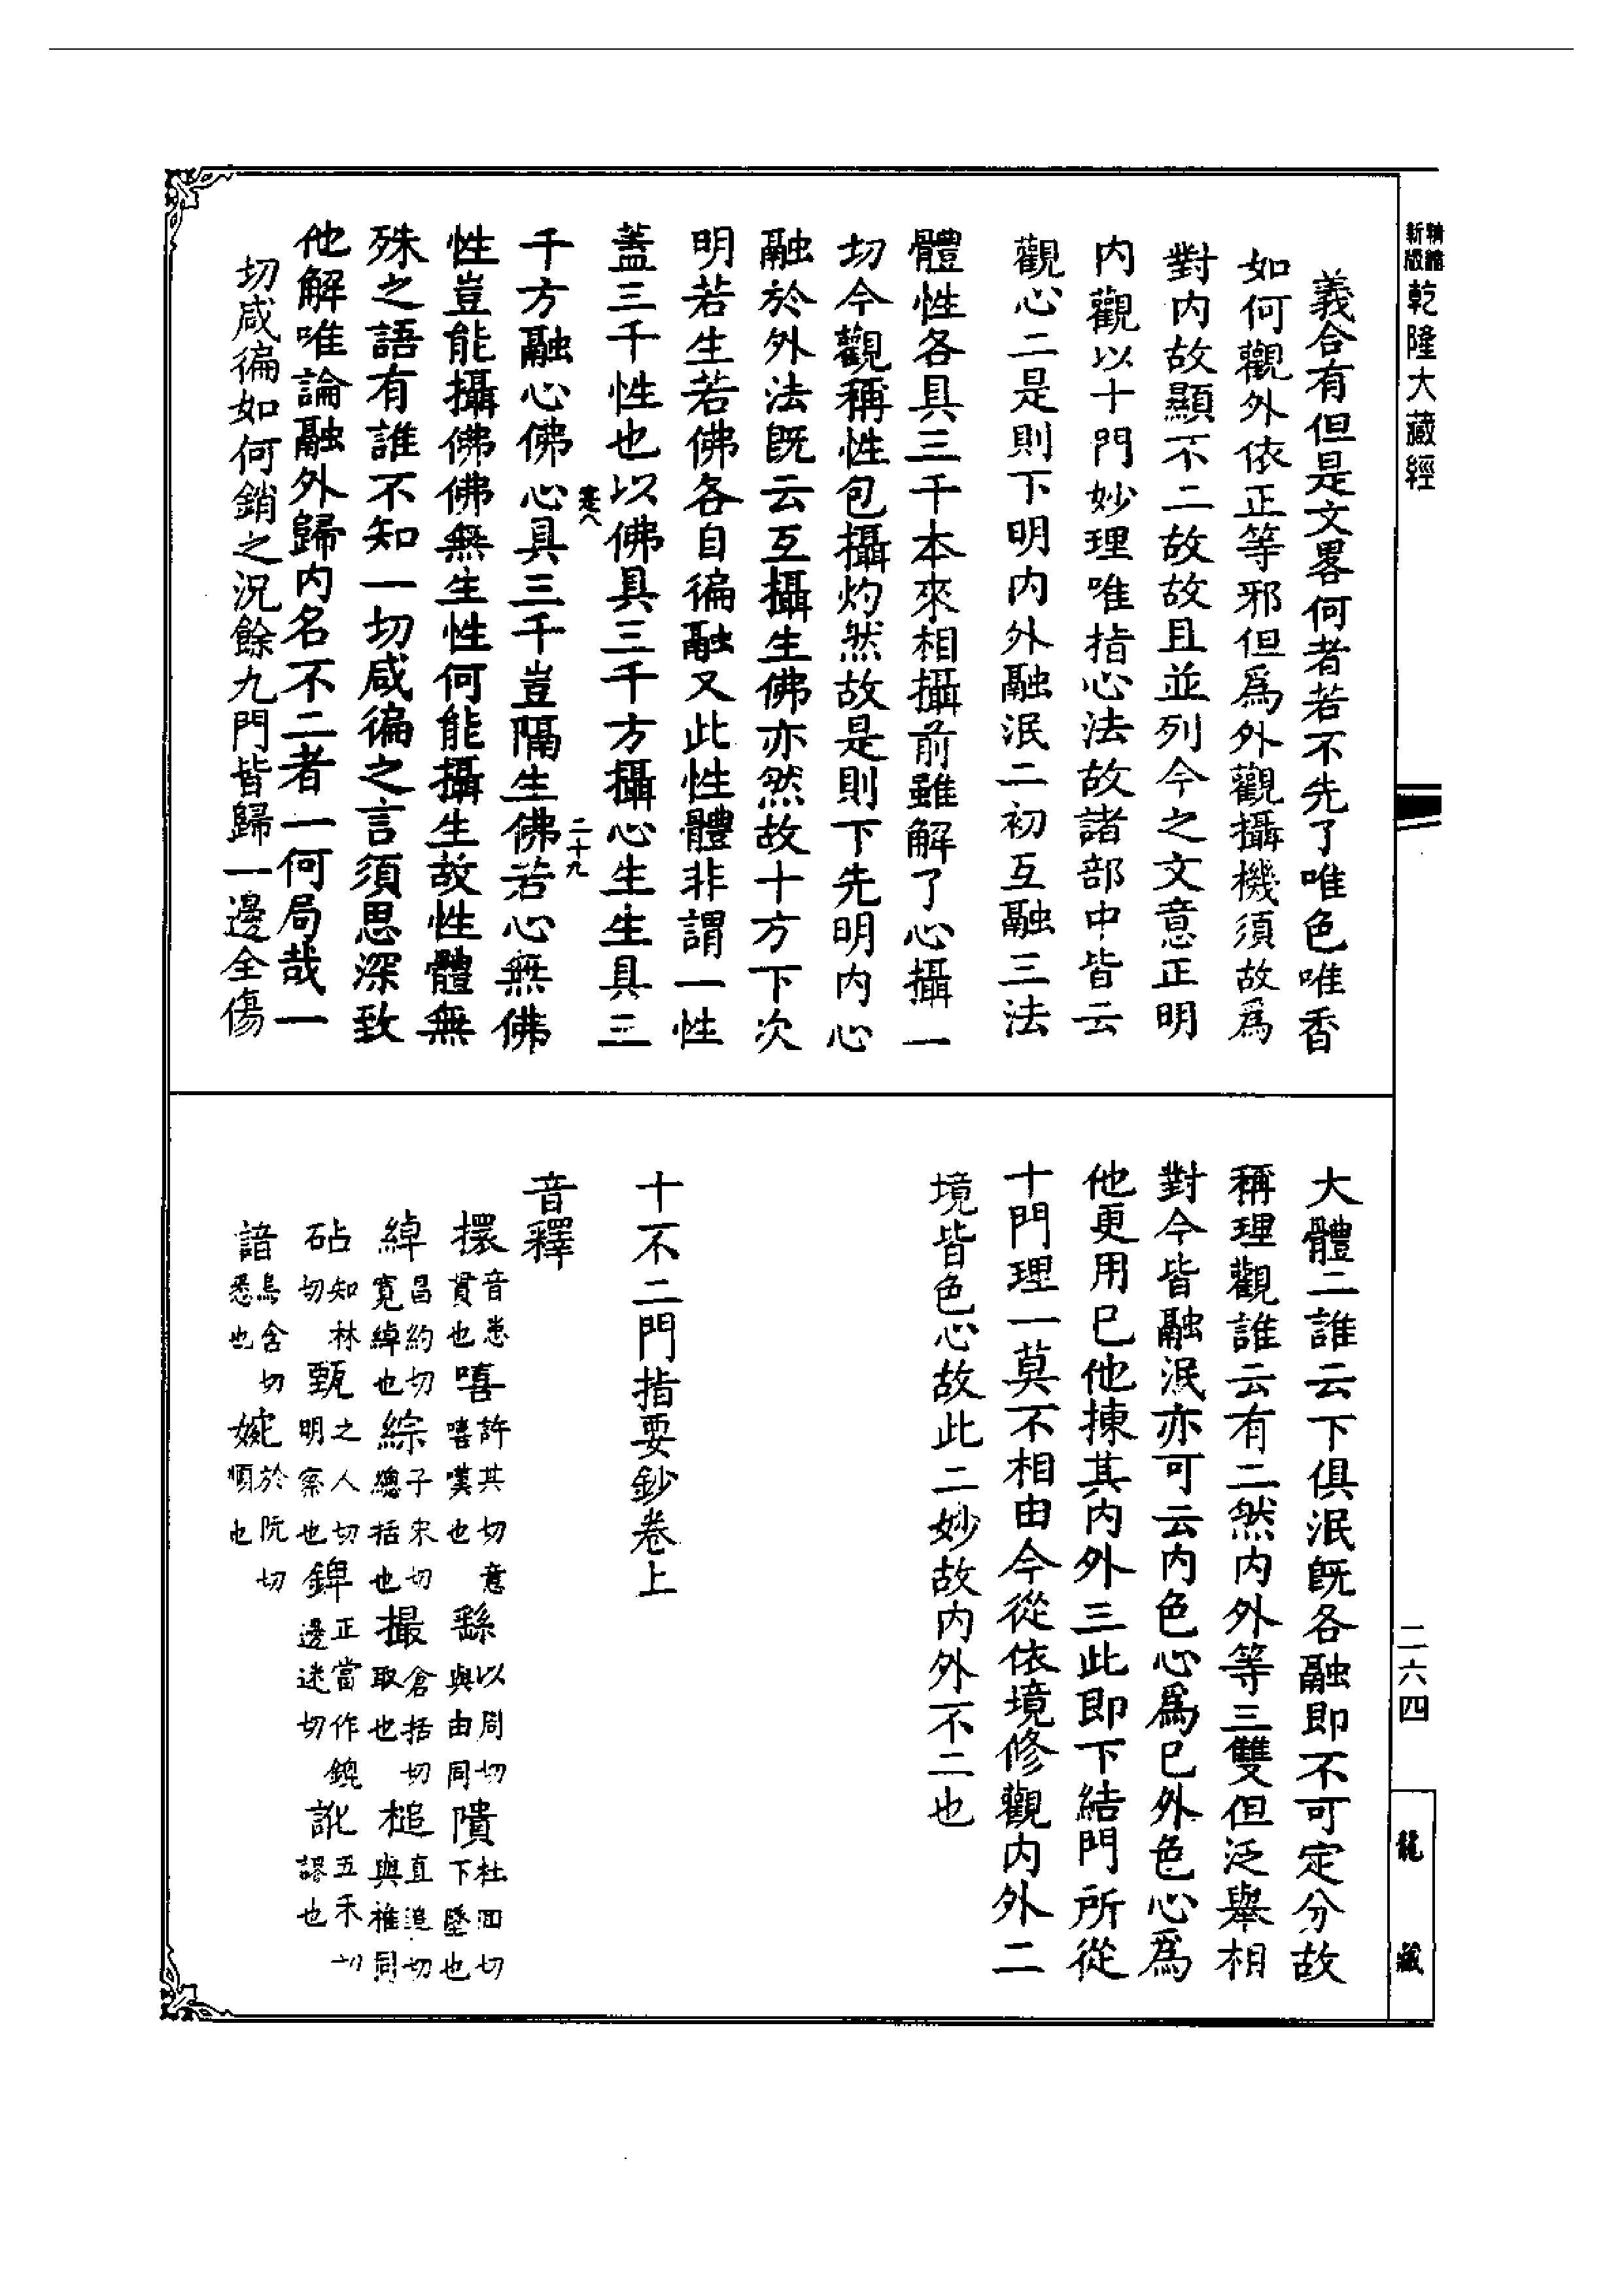 新版
精縮
乾隆大藏經
義合有但是文畧何者若不先了唯色唯香
如何觀外依正等邪但爲外觀攝機須故爲
對内故顯不二故故且並列今之文意正明
内觀以十門妙理唯指心法故諸部中皆云
觀心二是則下明内外融泯二初互融三法
體性各具三千本來相攝前雖解了心攝一
切今觀稱性包攝灼然故是則下先明内心
融於外法旣云互攝生佛亦然故十方下次
明若生若佛各自徧融又此性體非謂一性
蓋三千性也以佛具三千方攝心生生具三
卷八
二十九
千方融心佛心具三千豈隔生佛若心無佛
性豈能攝佛佛無生性何能攝生故性體無
殊之語有誰不知一切咸徧之言須思深致
他解唯論融外歸内名不二者一何局哉一
切咸徧如何銷之況餘九門皆歸一邊全傷
大體二誰云下俱泯旣各融即不可定分故
稱理觀誰云有二然内外等三雙但泛舉相
對今皆融泯亦可云内色心爲已外色心爲
他更用已他揀其内外三此即下結門所從
十門理一莫不相由今從依境修觀内外二
境皆色心故此二妙故内外不二也
十不二門指要鈔卷上
音釋
擐音患貫也 嘻許其切意嘻嘆也 繇以周切與由同 隤杜回切下墜也
綽昌約切寬綽也 綜子宋切總括也 撮倉括切取也 槌直追切與椎同
砧知林切 甄之人切明察也 錍正當作鎞邊迷切 訛五禾切謬也
諳烏含切悉也 婉於阮切順也
二六四
龍藏